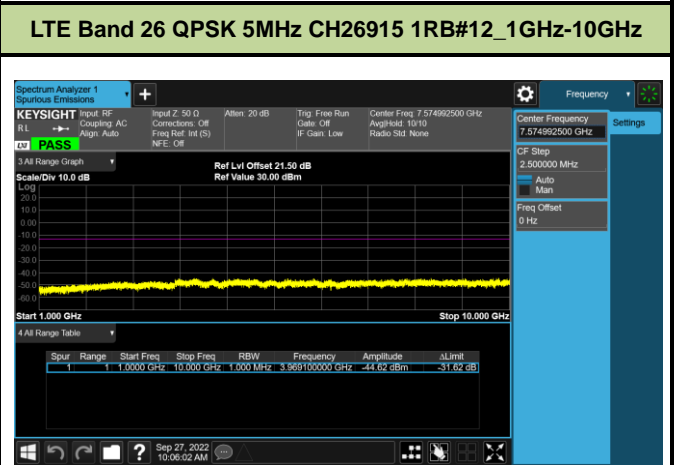 LTE Band 26 QPSK 5MHz CH26915 1RB#12_1GHz-10GHz
Spectrum Analyzer 1
Spurious Emissions
Frequency
KEYSIGHT
Input: RF
Coupling: AC
Align: Auto
Input Z: 50 Ω
Corrections: Off
Freq Ref: Int (S)
NFE: Off
Atten: 20 dB
Trig: Free Run
Gate: Off
IF Gain: Low
Center Freq: 7.574992500 GHz
Avg|Hold: 10/10
Radio Std: None
R L
LXI
PASS
Center Frequency
7.574992500 GHz
Settings
CF Step
2.500000 MHz
Auto
Man
Freq Offset
0 Hz
3 All Range Graph
Ref Lvl Offset 21.50 dB
Scale/Div 10.0 dB
Ref Value 30.00 dBm
Log
20.0
10.0
0.00
-10.0
-20.0
-30.0
-40.0
-50.0
-60.0
Start 1.000 GHz
Stop 10.000 GHz
4 All Range Table
Spur Range Start Freq Stop Freq RBW Frequency Amplitude ΔLimit
1 1 1.0000 GHz 10.000 GHz 1.000 MHz 3.969100000 GHz -44.62 dBm -31.62 dB
?
Sep 27, 2022
10:06:02 AM